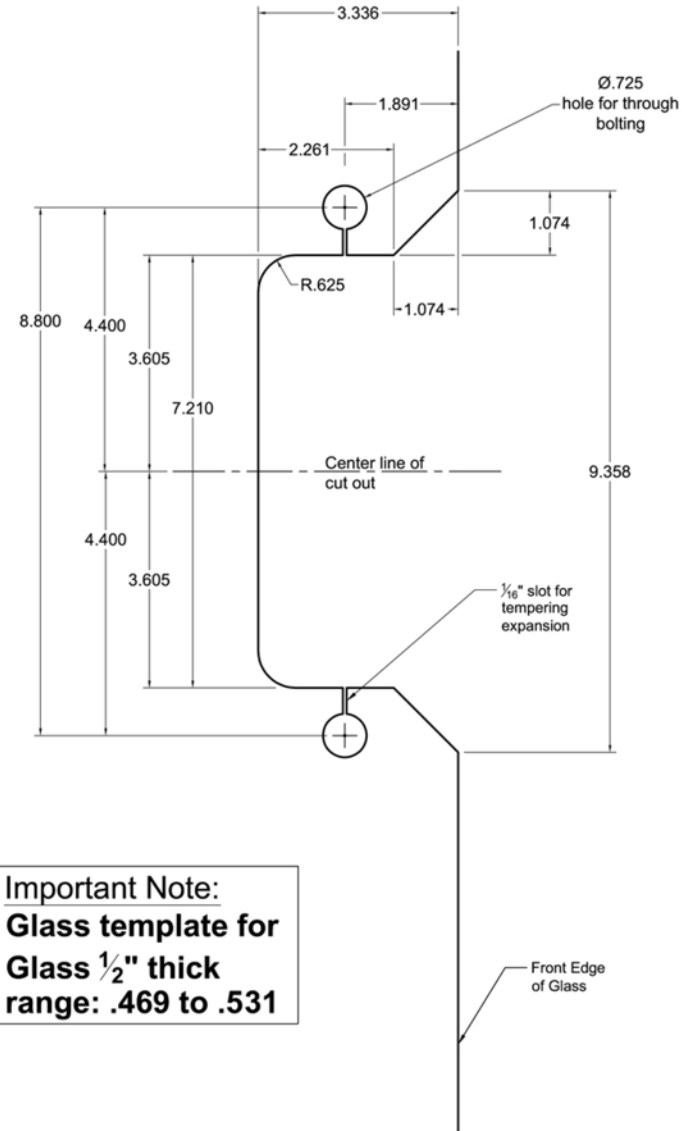 3.336
Ø.725
hole for through
bolting
1.891
2.261
1.074
R.625
1.074
8.800
4.400
3.605
7.210
Center line of
cut out
9.358
4.400
3.605
1/16" slot for
tempering
expansion
Important Note:
Glass template for
Glass 1/2" thick
range: .469 to .531
Front Edge
of Glass